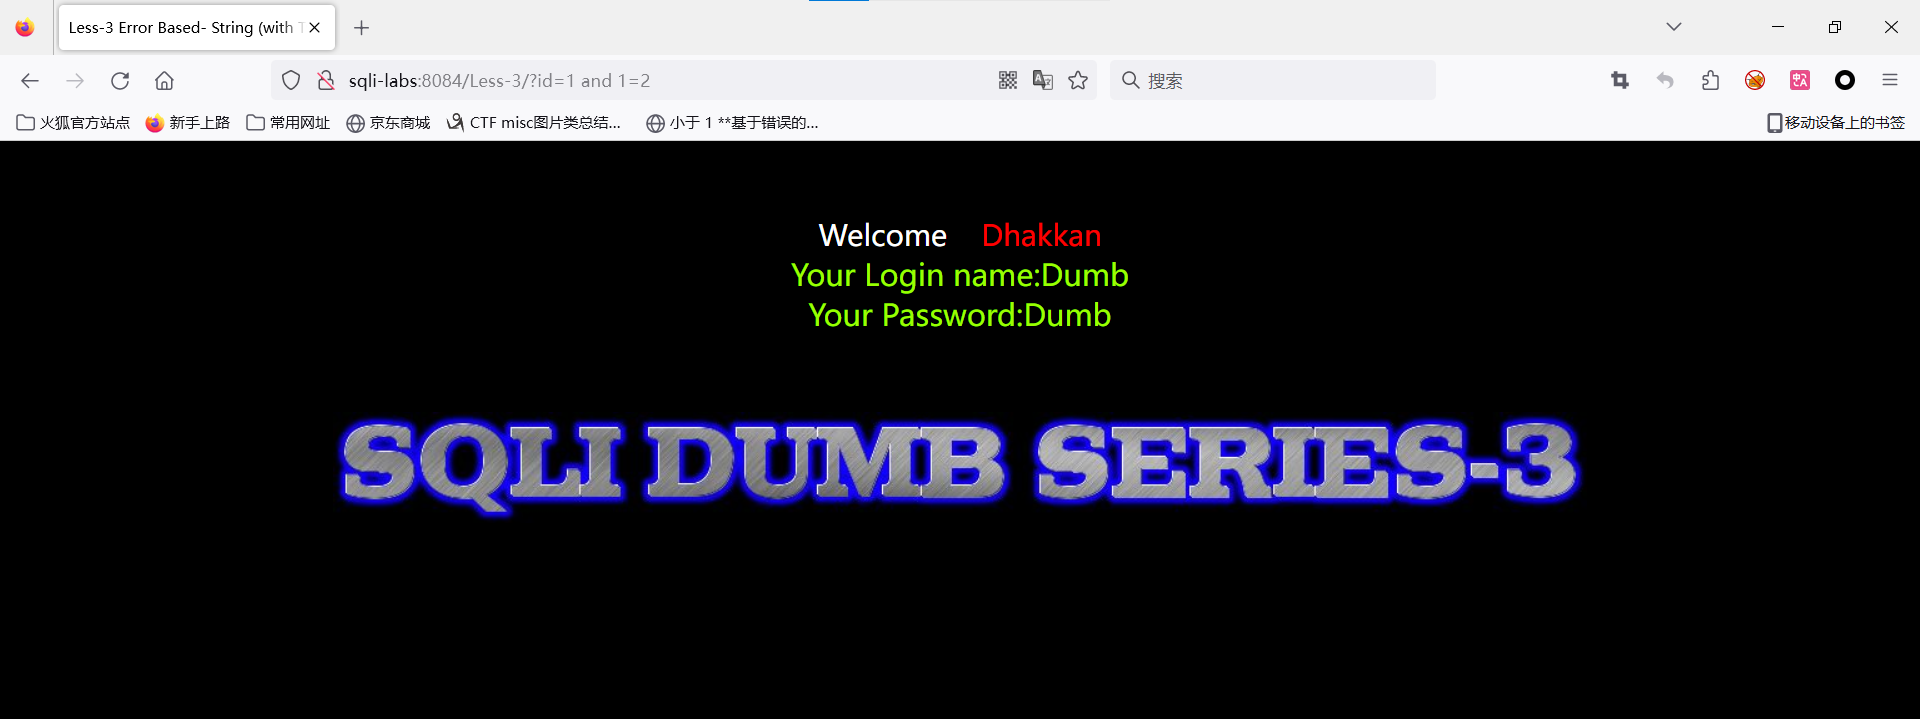 Less-3 Error Based- String (with T
sqli-labs:8084/Less-3/?id=1 and 1=2
搜索
火狐官方站点 新手上路 常用网址 京东商城 CTF misc图片类总结... 小于 1 **基于错误的... 移动设备上的书签
Welcome Dhakkan
Your Login name:Dumb
Your Password:Dumb
SQLI DUMB SERIES-3